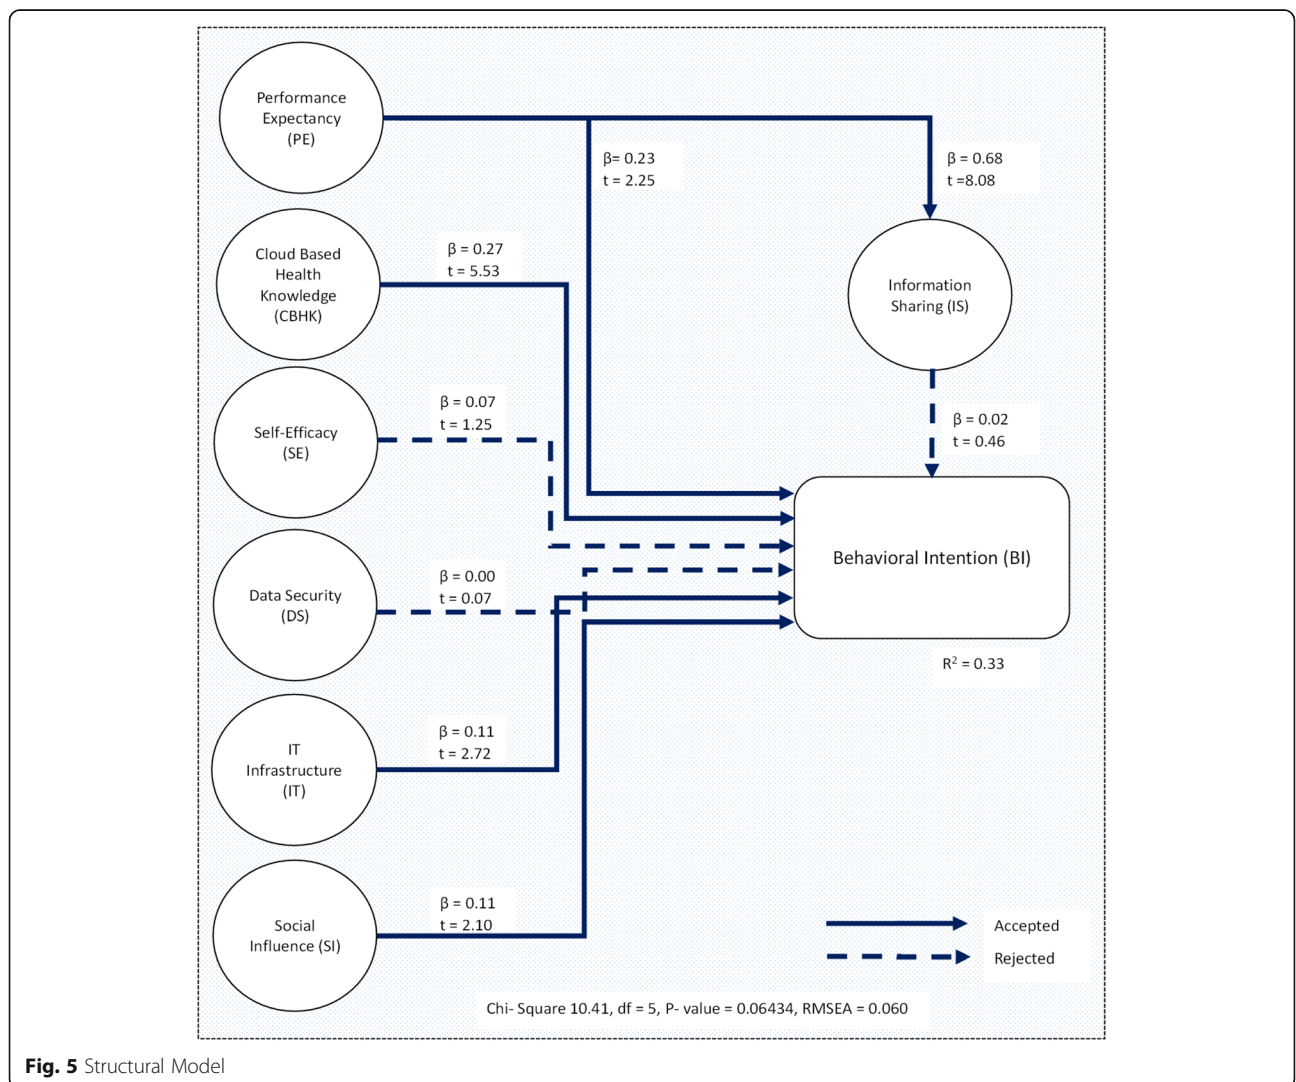 Performance
Expectancy
(PE)
β= 0.23
t = 2.25
β = 0.68
t =8.08
Cloud Based
Health
Knowledge
(CBHK)
β = 0.27
t = 5.53
Information
Sharing (IS)
Self-Efficacy
(SE)
β = 0.07
t = 1.25
β = 0.02
t = 0.46
Data Security
(DS)
β = 0.00
t = 0.07
Behavioral Intention (BI)
R² = 0.33
IT
Infrastructure
(IT)
β = 0.11
t = 2.72
Social
Influence (SI)
β = 0.11
t = 2.10
Accepted
Rejected
Chi- Square 10.41, df = 5, P- value = 0.06434, RMSEA = 0.060
Fig. 5 Structural Model